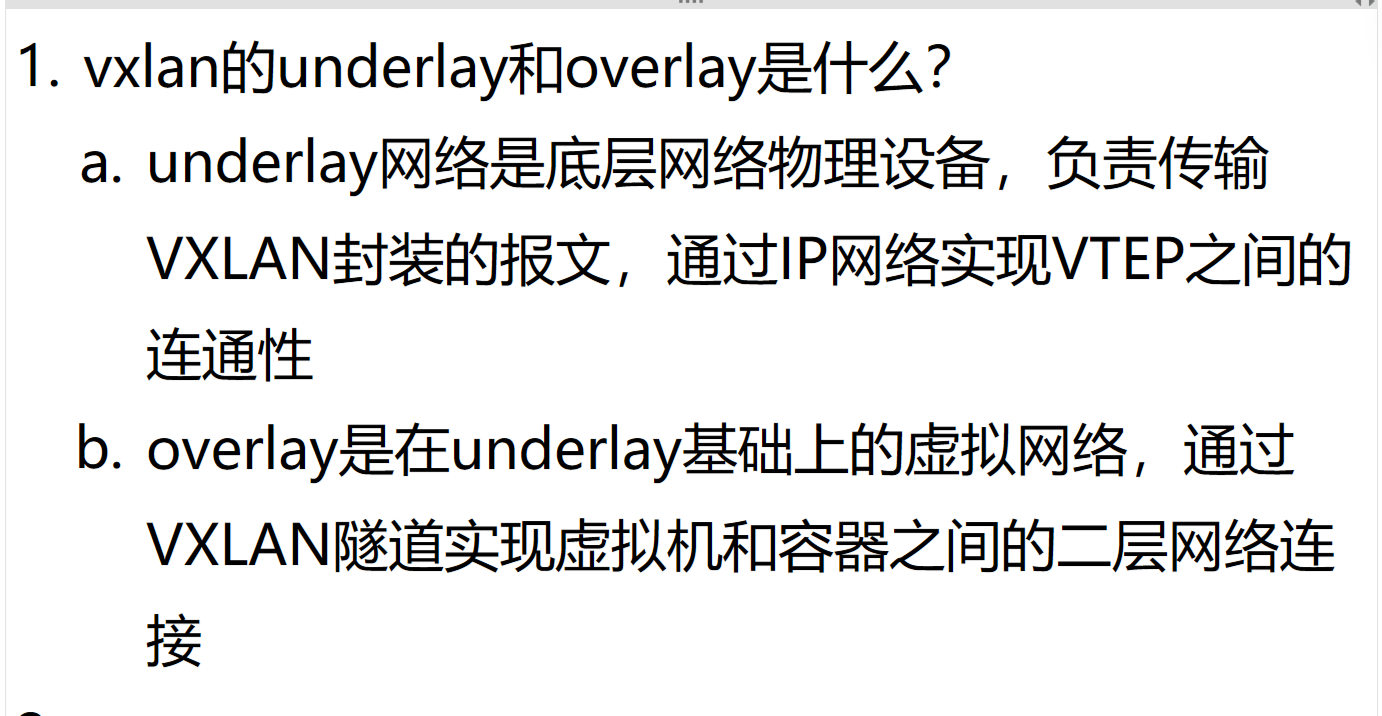 1. vxlan的underlay和overlay是什么？
a. underlay网络是底层网络物理设备，负责传输
VXLAN封装的报文，通过IP网络实现VTEP之间的
连通性
b. overlay是在underlay基础上的虚拟网络，通过
VXLAN隧道实现虚拟机和容器之间的二层网络连
接